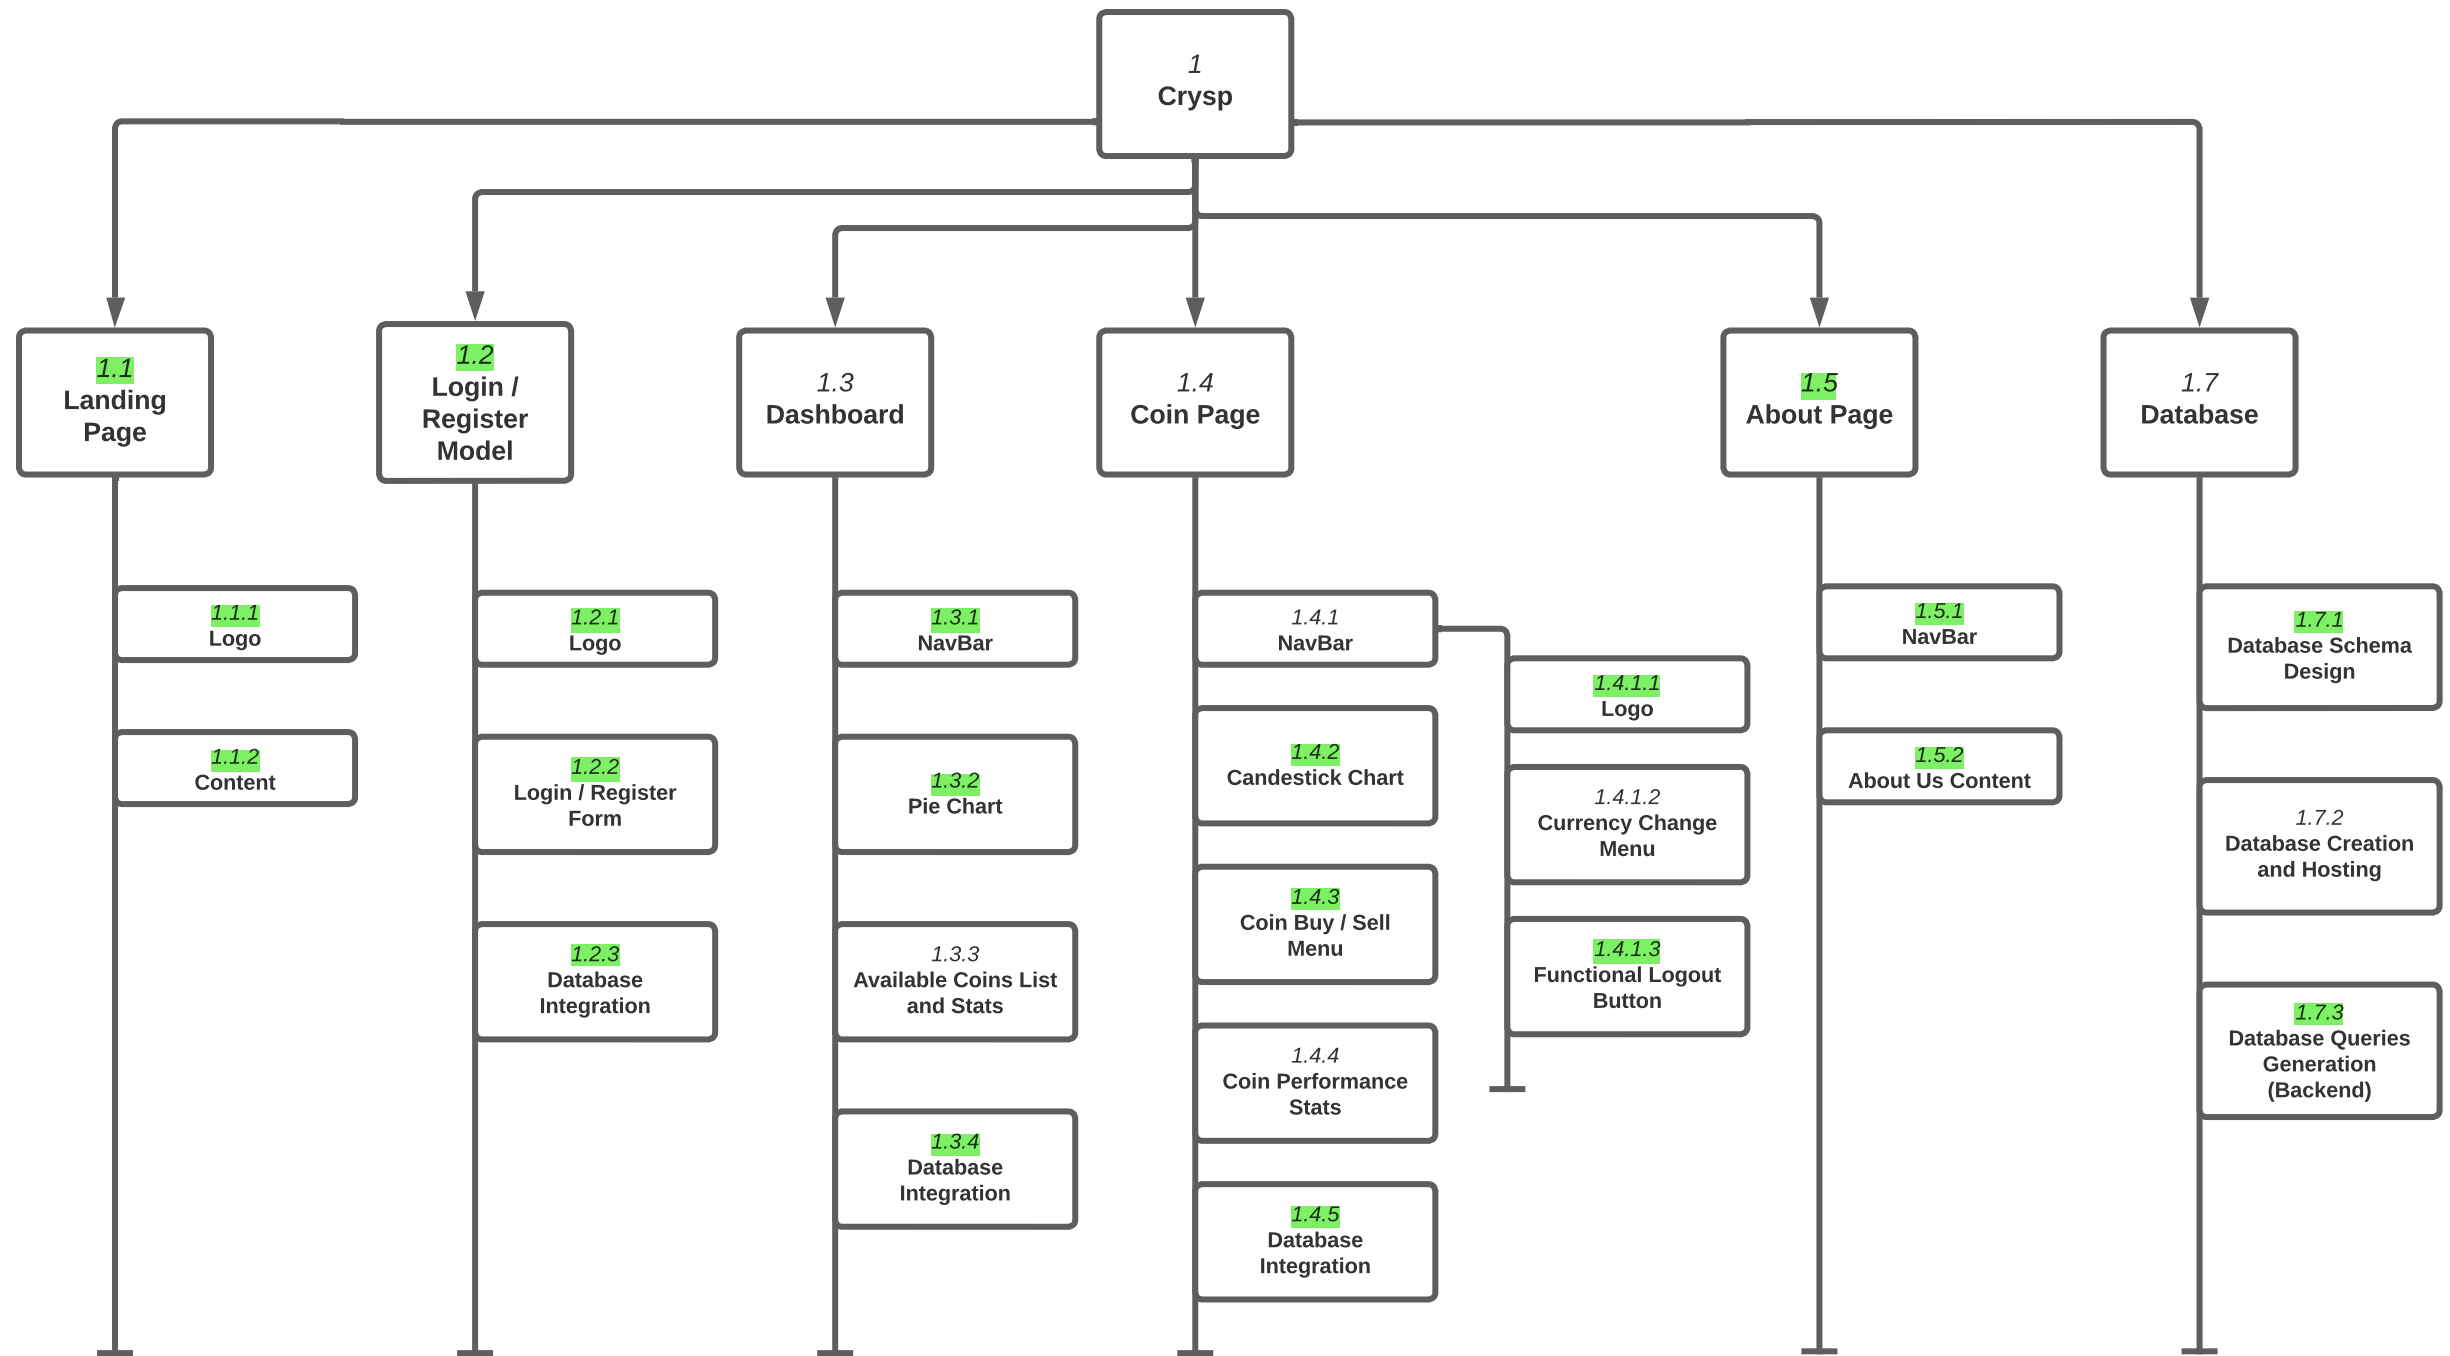 1
Crysp
1.1
Landing
Page
1.2
Login /
Register
Model
1.3
Dashboard
1.4
Coin Page
1.5
About Page
1.7
Database
1.1.1
Logo
1.1.2
Content
1.2.1
Logo
1.2.2
Login / Register
Form
1.2.3
Database
Integration
1.3.1
NavBar
1.3.2
Pie Chart
1.3.3
Available Coins List
and Stats
1.3.4
Database
Integration
1.4.1
NavBar
1.4.2
Candestick Chart
1.4.3
Coin Buy / Sell
Menu
1.4.4
Coin Performance
Stats
1.4.5
Database
Integration
1.4.1.1
Logo
1.4.1.2
Currency Change
Menu
1.4.1.3
Functional Logout
Button
1.5.1
NavBar
1.5.2
About Us Content
1.7.1
Database Schema
Design
1.7.2
Database Creation
and Hosting
1.7.3
Database Queries
Generation
(Backend)